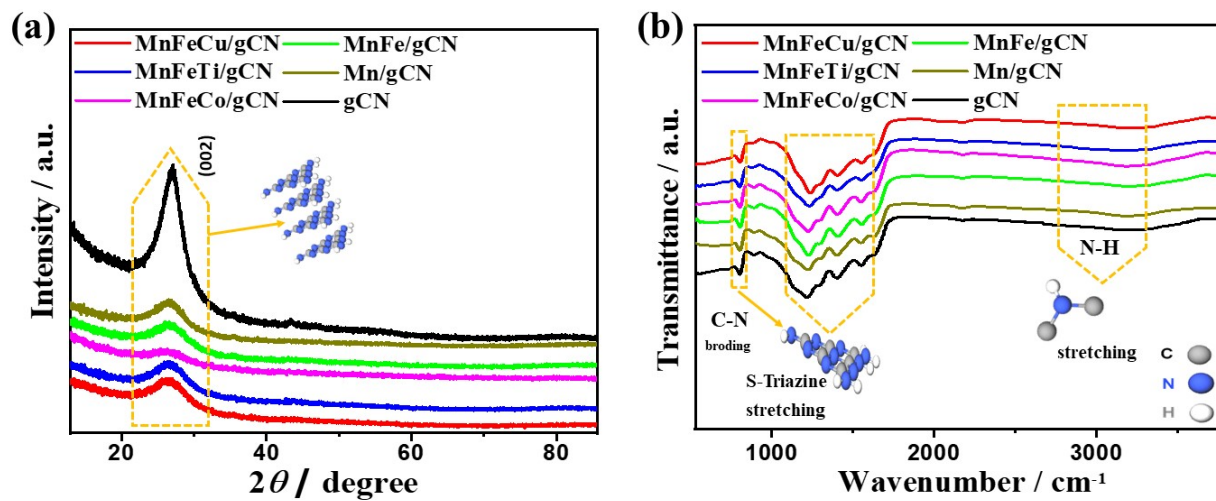 (a)
MnFeCu/gCN MnFe/gCN
MnFeTi/gCN Mn/gCN
MnFeCo/gCN gCN
(002)
Intensity / a.u.
20 40 60 80
2θ / degree
(b)
MnFeCu/gCN MnFe/gCN
MnFeTi/gCN Mn/gCN
MnFeCo/gCN gCN
Transmittance / a.u.
N-H
C-N
broding
stretching
S-Triazine
stretching
C
N
H
1000 2000 3000
Wavenumber / cm-1